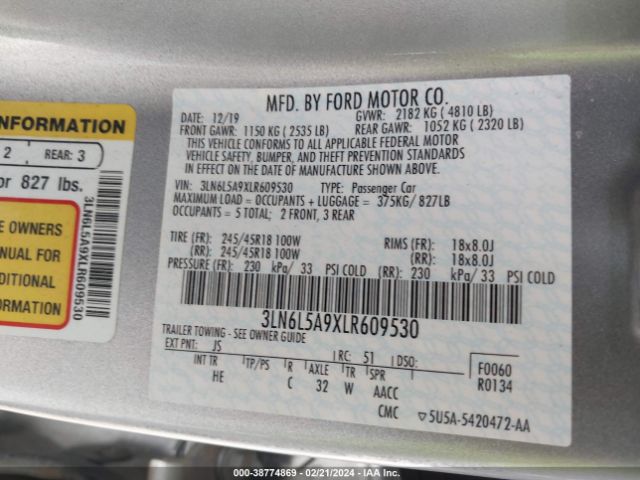 INFORMATION
2 REAR: 3
or 827 lbs.
EE OWNERS
ANUAL FOR
DDITIONAL
FORMATION
3LN6L5A9XLR609530
MFD. BY FORD MOTOR CO.
DATE: 12/19 GVWR: 2182 KG ( 4810 LB)
FRONT GAWR: 1150 KG ( 2535 LB) REAR GAWR: 1052 KG ( 2320 LB)
THIS VEHICLE CONFORMS TO ALL APPLICABLE FEDERAL MOTOR
VEHICLE SAFETY, BUMPER, AND THEFT PREVENTION STANDARDS
IN EFFECT ON THE DATE OF MANUFACTURE SHOWN ABOVE.
VIN: 3LN6L5A9XLR609530 TYPE: Passenger Car
MAXIMUM LOAD = OCCUPANTS + LUGGAGE = 375KG/ 827LB
OCCUPANTS = 5 TOTAL; 2 FRONT, 3 REAR
TIRE (FR): 245/45R18 100W RIMS (FR): 18x8.0J
(RR): 245/45R18 100W (RR): 18x8.0J
PRESSURE (FR): 230 kPa/ 33 PSI COLD (RR): 230 kPa/ 33 PSI COLD
3LN6L5A9XLR609530
TRAILER TOWING - SEE OWNER GUIDE
EXT PNT: JS RC: 51 DSO: F0060
INT TR TP/PS R AXLE TR SPR R0134
HE C 32 W AACC
CMC 5U5A-5420472-AA
000-38774869 - 02/21/2024 - IAAI.com